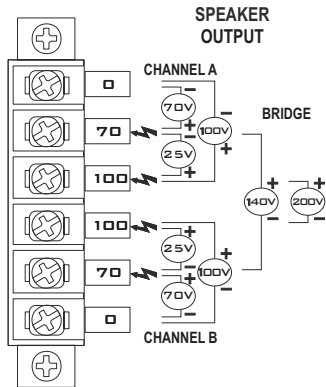 SPEAKER
OUTPUT
CHANNEL A
0
70
100
100
70
0
70V
25V
100V
BRIDGE
140V
200V
25V
70V
100V
CHANNEL B
− + − + − +
+ − + − + −
+ − + −